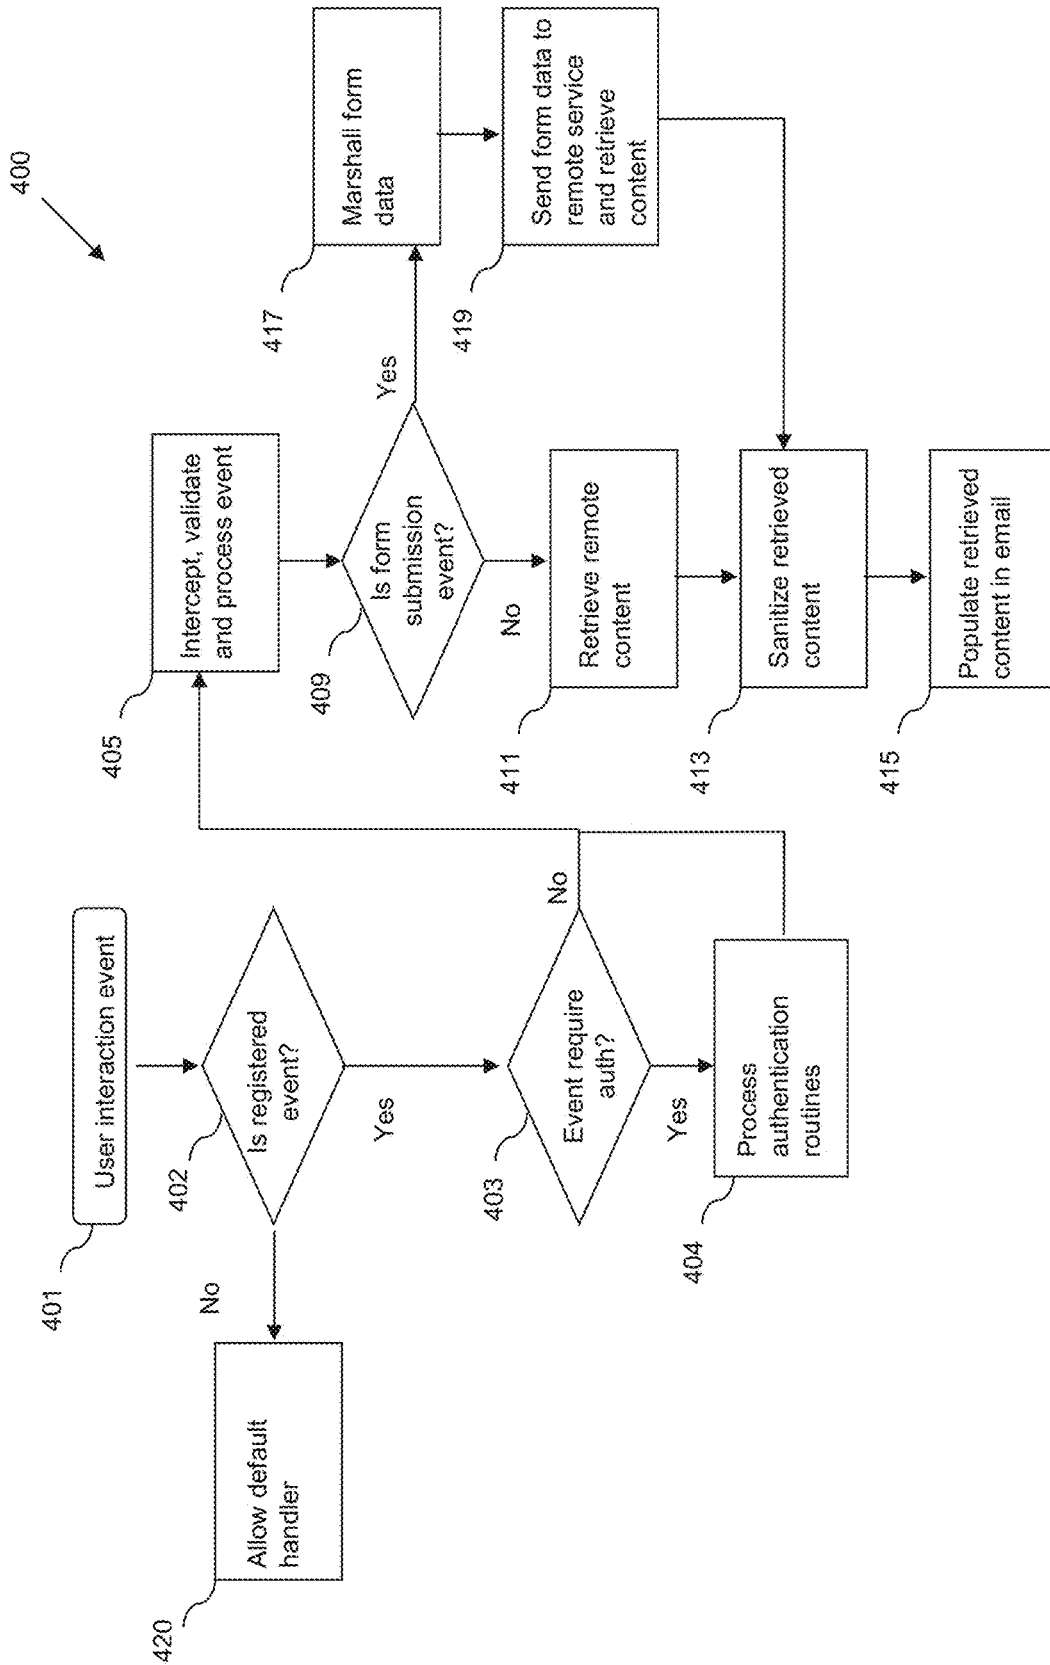 400
401
User interaction event
402
Is registered
event?
No
420
Allow default
handler
Yes
403
Event require
auth?
No
Yes
404
Process
authentication
routines
405
Intercept, validate
and process event
409
Is form
submission
event?
Yes
417
Marshall form
data
419
Send form data to
remote service
and retrieve
content
No
411
Retrieve remote
content
413
Sanitize retrieved
content
415
Populate retrieved
content in email